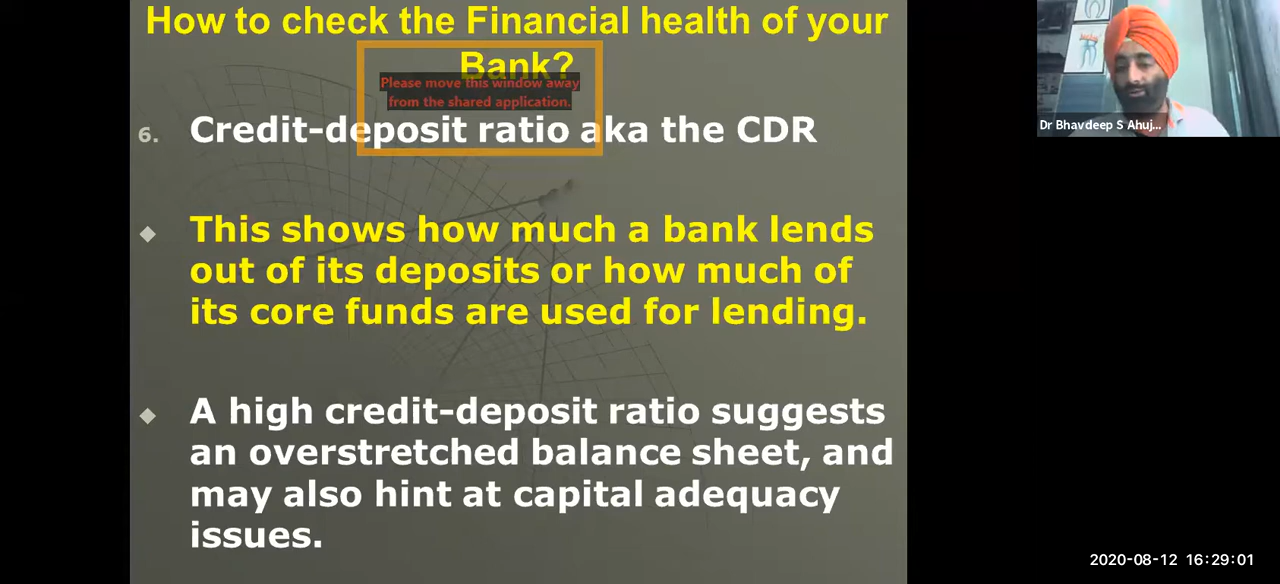 How to check the Financial health of your
Bank?
Please move this window away
from the shared application.
6. Credit-deposit ratio aka the CDR
This shows how much a bank lends
out of its deposits or how much of
its core funds are used for lending.
A high credit-deposit ratio suggests
an overstretched balance sheet, and
may also hint at capital adequacy
issues.
Dr Bhavdeep S Ahuj...
2020-08-12 16:29:01